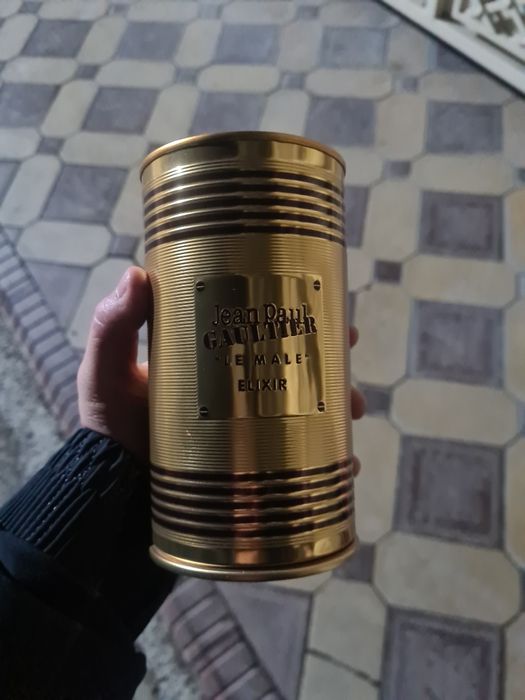 Jean Paul
GAULTIER
"LE MALE"
ELIXIR